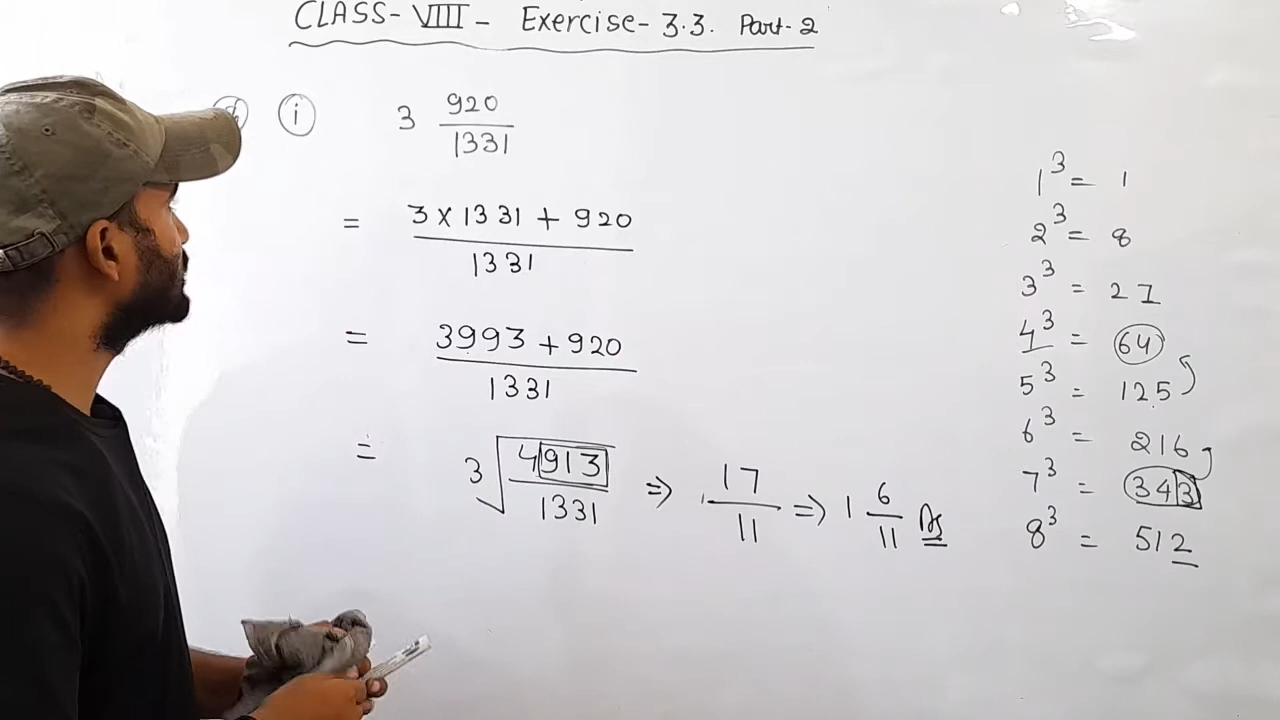 CLASS-VIII- Exercise-3.3. Part-2
i 3 920/1331
= 3×1331+920/1331
= 3993+920/1331
= 3√4913/1331 ⇒ 17/11 ⇒ 1 6/11 As
1³= 1
2³= 8
3³ = 27
4³ = 64
5³ = 125
6³ = 216
7³ = 343
8³ = 512